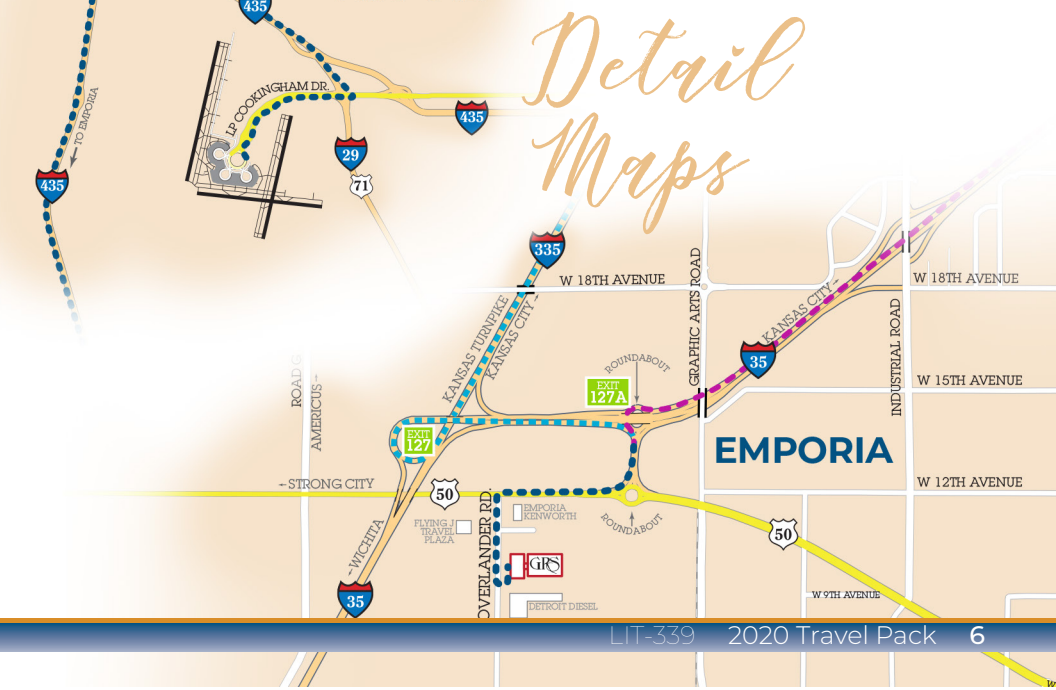 Detail
Maps
435
TO EMPORIA
435
LP COOKINGHAM DR.
435
29
71
335
W 18TH AVENUE
W 18TH AVENUE
KANSAS TURNPIKE
KANSAS CITY
GRAPHIC ARTS ROAD
KANSAS CITY
INDUSTRIAL ROAD
35
ROUNDABOUT
EXIT
127A
W 15TH AVENUE
AMERICUS
EXIT
127
EMPORIA
STRONG CITY
50
W 12TH AVENUE
OVERLANDER RD.
EMPORIA
KENWORTH
ROUNDABOUT
FLYING J
TRAVEL
PLAZA
WICHITA
50
GRS
35
DETROIT DIESEL
W 9TH AVENUE
LIT-339 2020 Travel Pack 6